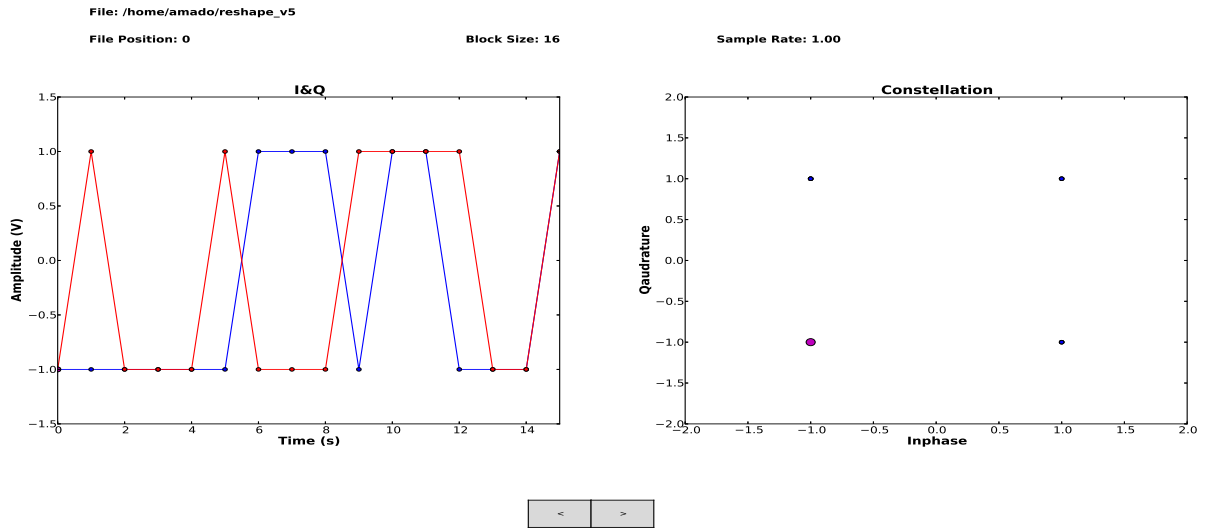 File: /home/amado/reshape_v5
File Position: 0
Block Size: 16
Sample Rate: 1.00
I&Q
1.5
1.0
0.5
0.0
−0.5
−1.0
−1.5
Amplitude (V)
0 2 4 6 8 10 12 14
Time (s)
Constellation
2.0
1.5
1.0
0.5
0.0
−0.5
−1.0
−1.5
−2.0
Qaudrature
−2.0 −1.5 −1.0 −0.5 0.0 0.5 1.0 1.5 2.0
Inphase
< >